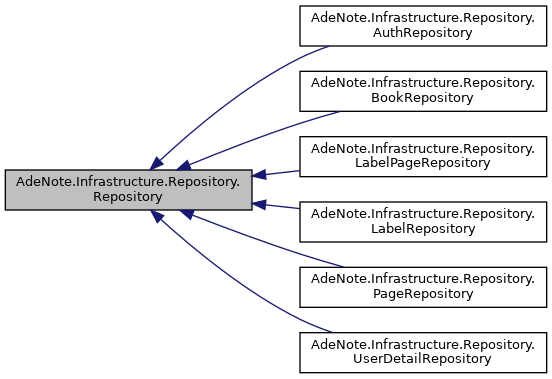 AdeNote.Infrastructure.Repository.
AuthRepository
AdeNote.Infrastructure.Repository.
BookRepository
AdeNote.Infrastructure.Repository.
LabelPageRepository
AdeNote.Infrastructure.Repository.
Repository
AdeNote.Infrastructure.Repository.
LabelRepository
AdeNote.Infrastructure.Repository.
PageRepository
AdeNote.Infrastructure.Repository.
UserDetailRepository